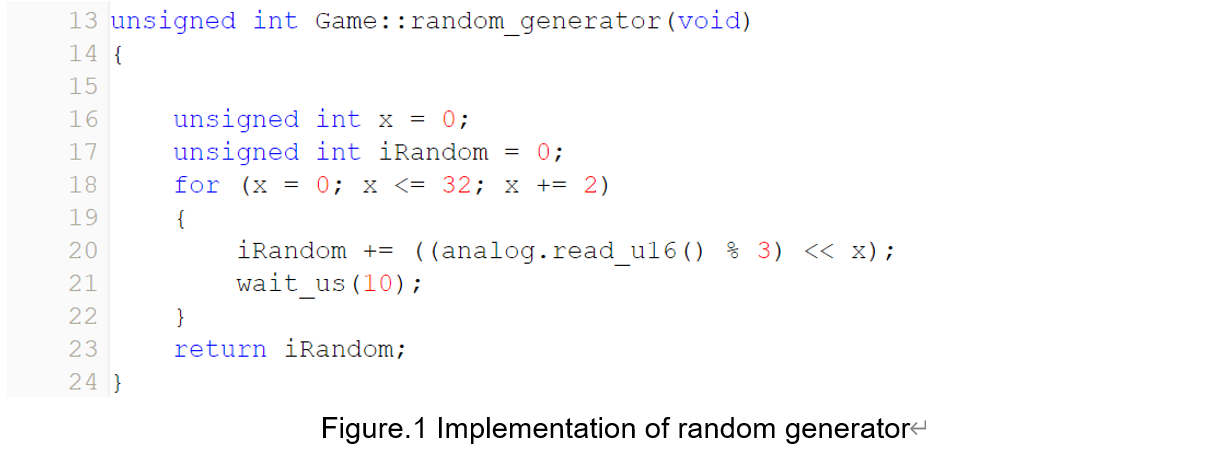 13 unsigned int Game::random_generator(void)
14 {
15
16     unsigned int x = 0;
17     unsigned int iRandom = 0;
18     for (x = 0; x <= 32; x += 2)
19     {
20         iRandom += ((analog.read_u16() % 3) << x);
21         wait_us(10);
22     }
23     return iRandom;
24 }
Figure.1 Implementation of random generator↵